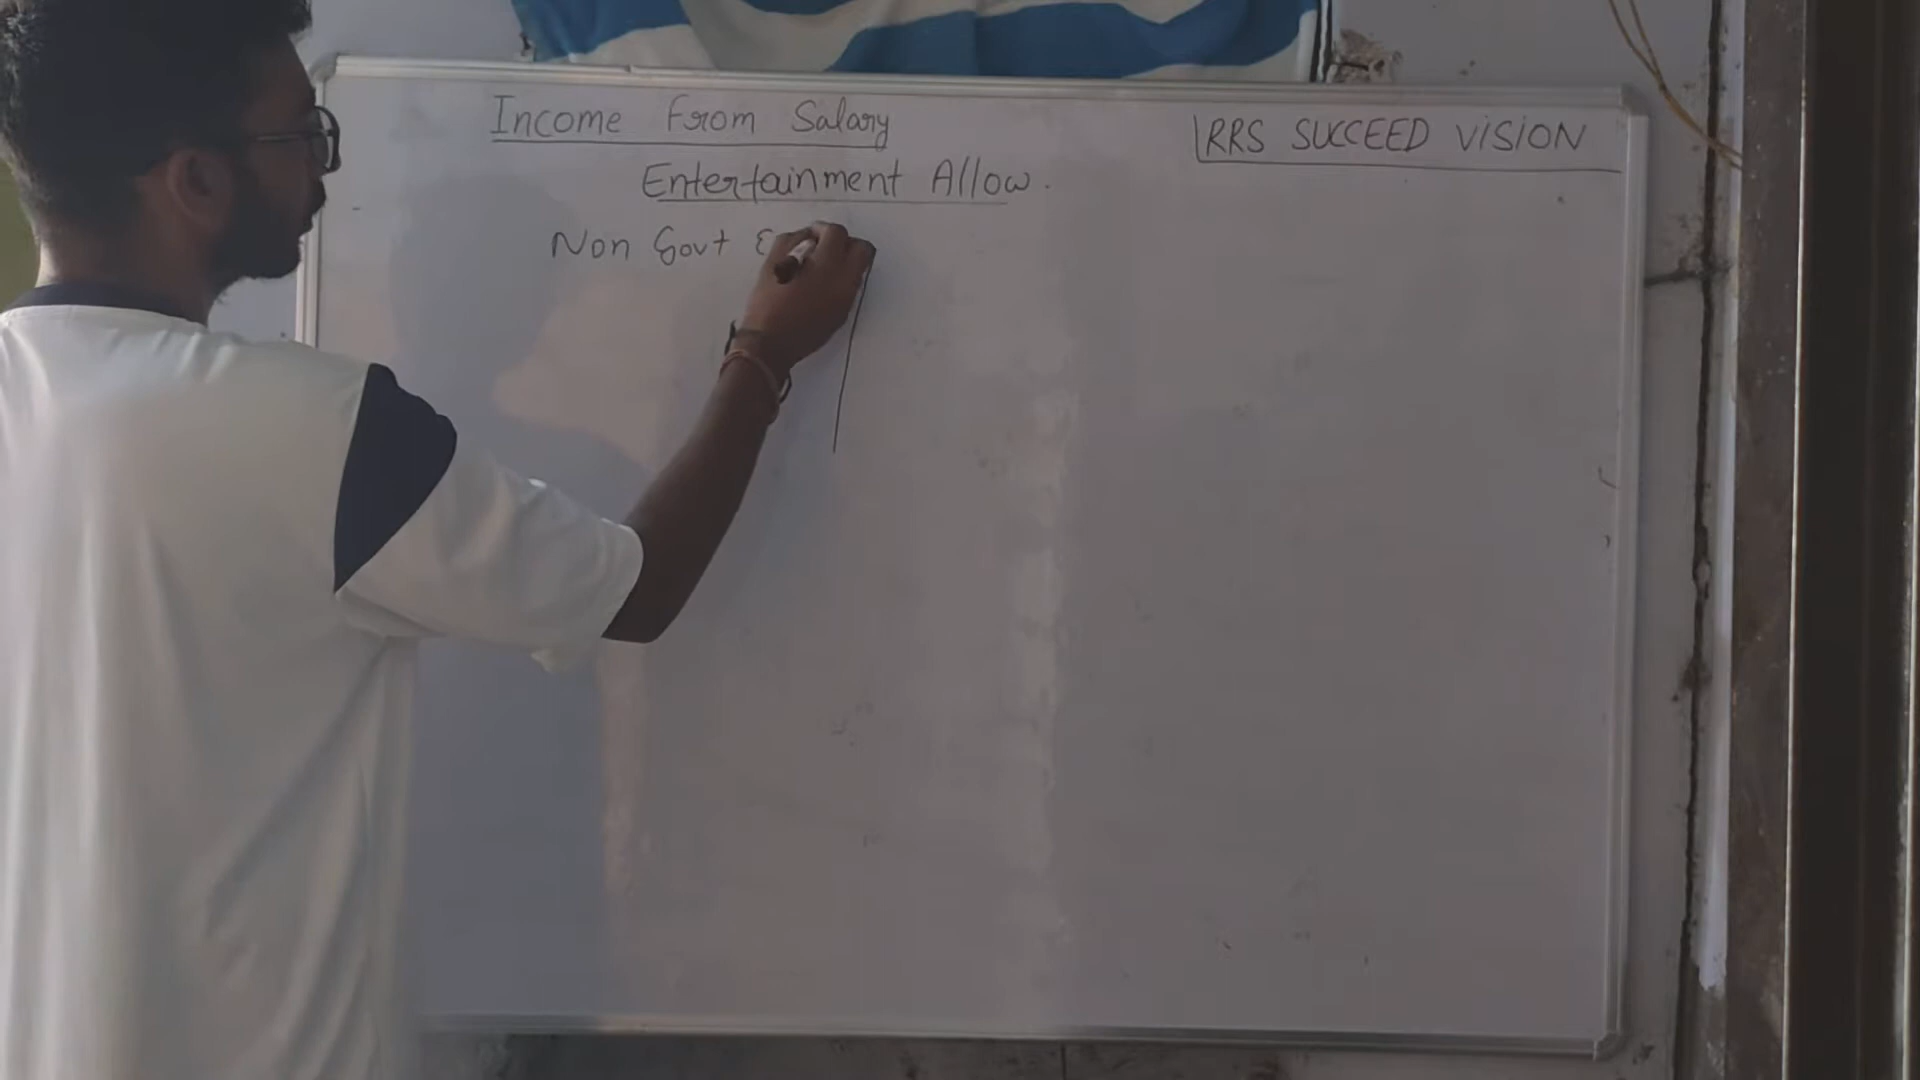 Income From Salary
RRS SUCCEED VISION
Entertainment Allow.
Non Govt